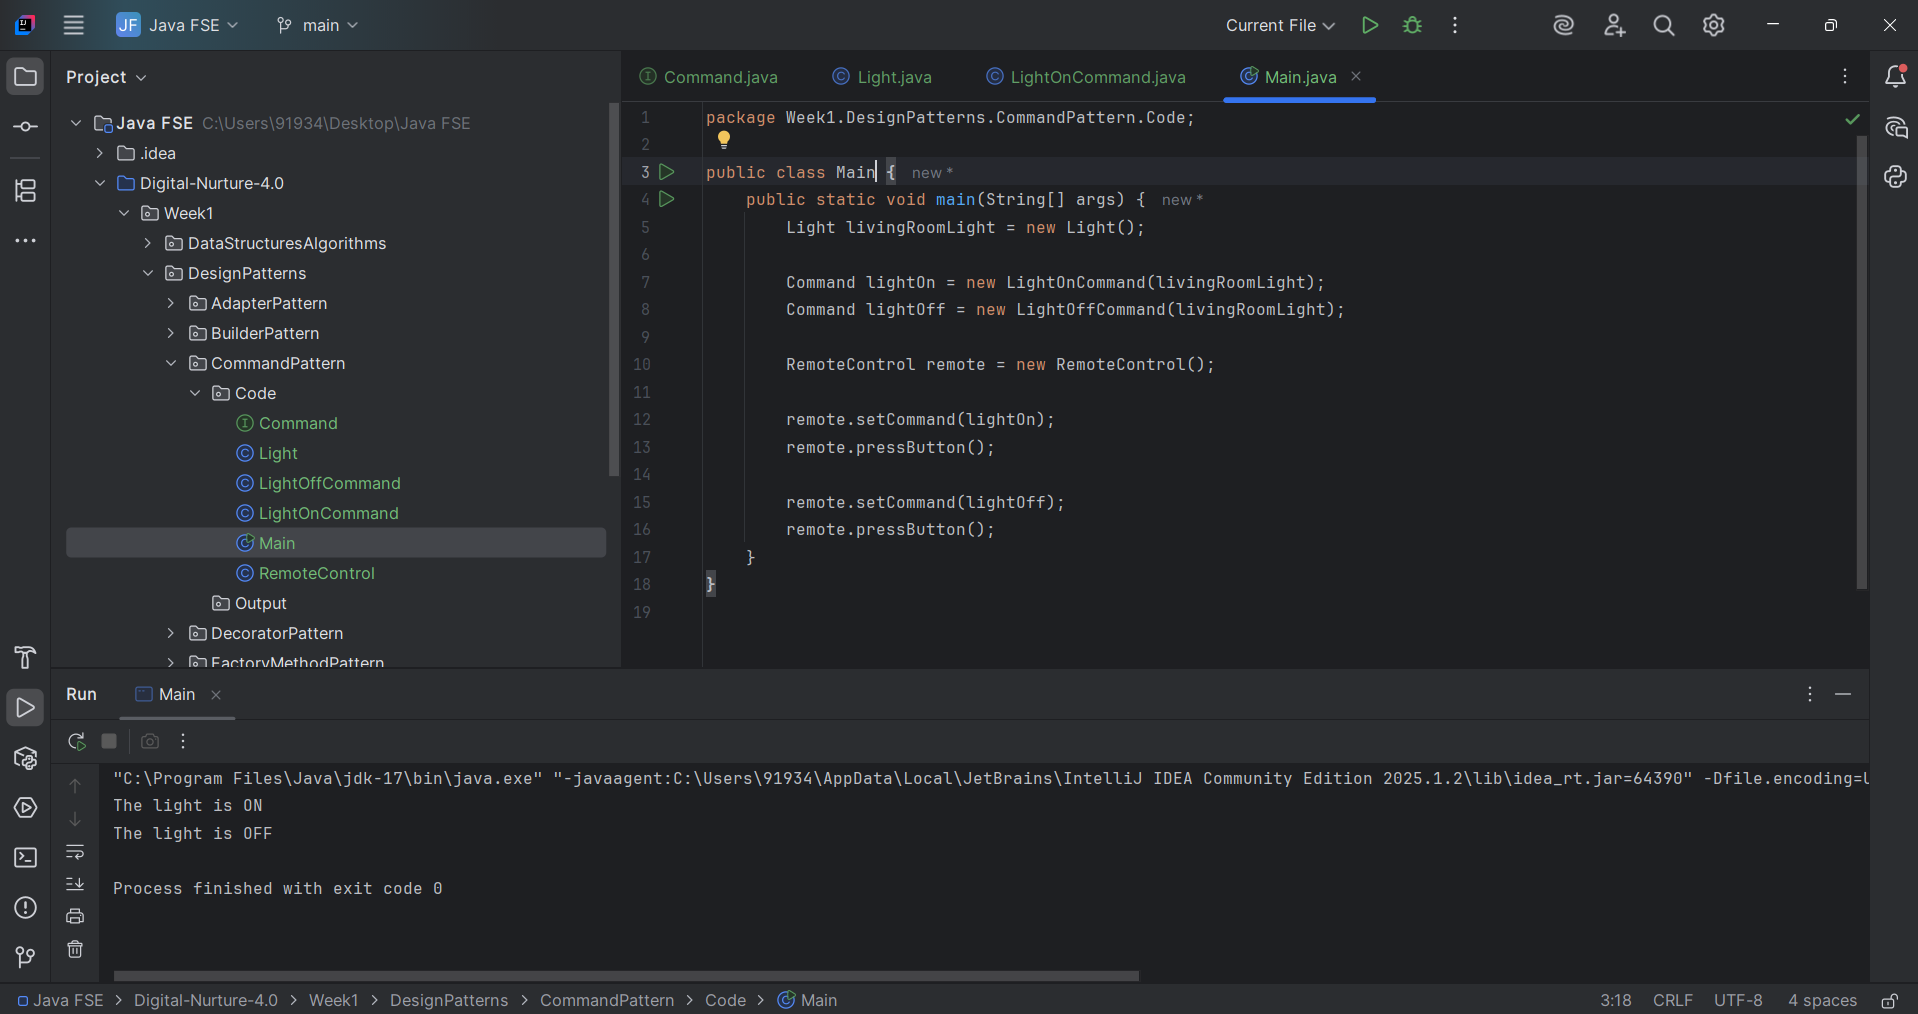 JF Java FSE main Current File
Project
Java FSE C:\Users\91934\Desktop\Java FSE
.idea
Digital-Nurture-4.0
Week1
DataStructuresAlgorithms
DesignPatterns
AdapterPattern
BuilderPattern
CommandPattern
Code
Command
Light
LightOffCommand
LightOnCommand
Main
RemoteControl
Output
DecoratorPattern
FactoryMethodPattern
Command.java Light.java LightOnCommand.java Main.java
1 package Week1.DesignPatterns.CommandPattern.Code;
2
3 public class Main { new *
4 public static void main(String[] args) { new *
5 Light livingRoomLight = new Light();
6
7 Command lightOn = new LightOnCommand(livingRoomLight);
8 Command lightOff = new LightOffCommand(livingRoomLight);
9
10 RemoteControl remote = new RemoteControl();
11
12 remote.setCommand(lightOn);
13 remote.pressButton();
14
15 remote.setCommand(lightOff);
16 remote.pressButton();
17 }
18 }
19
Run Main
"C:\Program Files\Java\jdk-17\bin\java.exe" "-javaagent:C:\Users\91934\AppData\Local\JetBrains\IntelliJ IDEA Community Edition 2025.1.2\lib\idea_rt.jar=64390" -Dfile.encoding=U
The light is ON
The light is OFF
Process finished with exit code 0
Java FSE > Digital-Nurture-4.0 > Week1 > DesignPatterns > CommandPattern > Code > Main 3:18 CRLF UTF-8 4 spaces